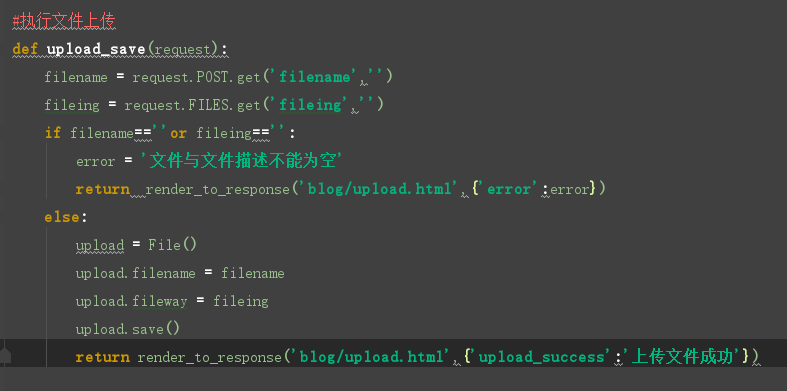 #执行文件上传
def upload_save(request):
    filename = request.POST.get('filename','')
    fileing = request.FILES.get('fileing','')
    if filename==''or fileing=='':
        error = '文件与文件描述不能为空'
        return  render_to_response('blog/upload.html',{'error':error})
    else:
        upload = File()
        upload.filename = filename
        upload.fileway = fileing
        upload.save()
        return render_to_response('blog/upload.html',{'upload_success':'上传文件成功'})